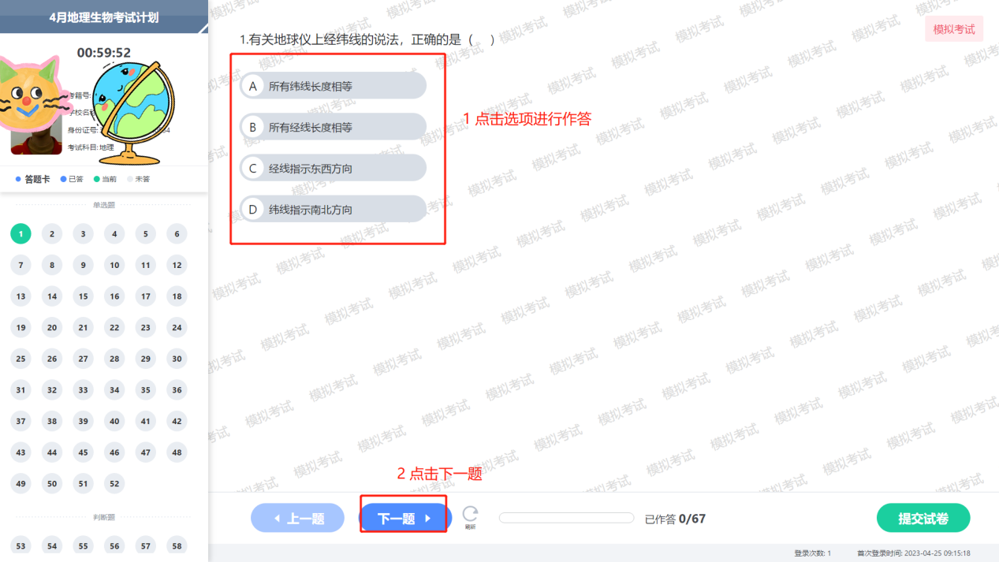 4月地理生物考试计划
00:59:52
考籍号:
学校名称
身份证号:
考试科目: 地理
答题卡 已答 当前 未答
单选题
1 2 3 4 5 6
7 8 9 10 11 12
13 14 15 16 17 18
19 20 21 22 23 24
25 26 27 28 29 30
31 32 33 34 35 36
37 38 39 40 41 42
43 44 45 46 47 48
49 50 51 52
判断题
53 54 55 56 57 58
模拟考试
1.有关地球仪上经纬线的说法，正确的是（ ）
A 所有纬线长度相等
B 所有经线长度相等
C 经线指示东西方向
D 纬线指示南北方向
1 点击选项进行作答
2 点击下一题
上一题
下一题
刷新
已作答 0/67
提交试卷
登录次数: 1 首次登录时间: 2023-04-25 09:15:18